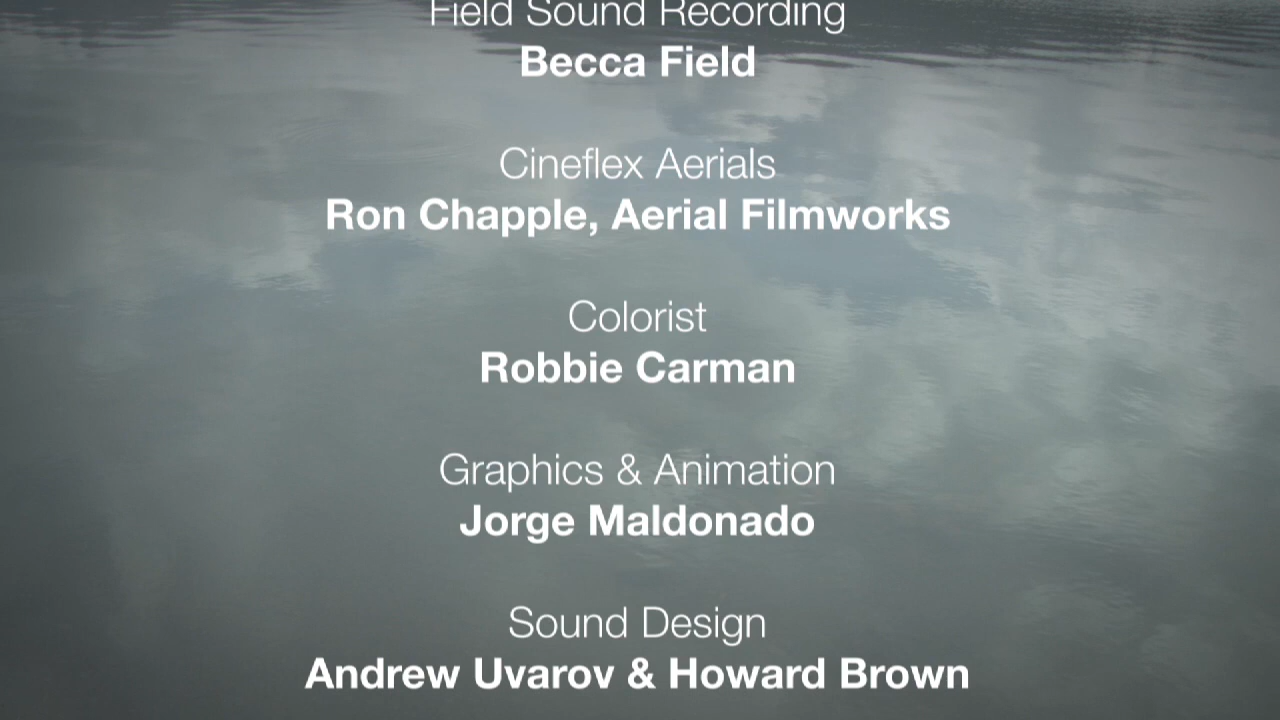 Field Sound Recording
Becca Field
Cineflex Aerials
Ron Chapple, Aerial Filmworks
Colorist
Robbie Carman
Graphics & Animation
Jorge Maldonado
Sound Design
Andrew Uvarov & Howard Brown